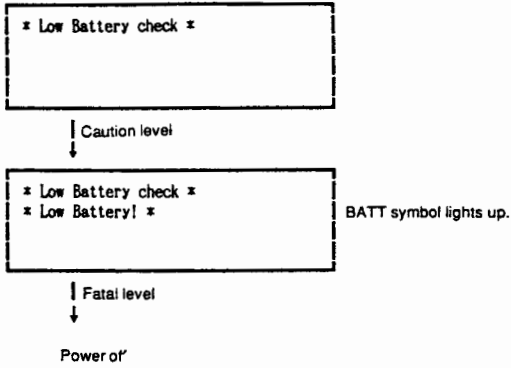 * Low Battery check *
Caution level
* Low Battery check *
* Low Battery! *
BATT symbol lights up.
Fatal level
Power of